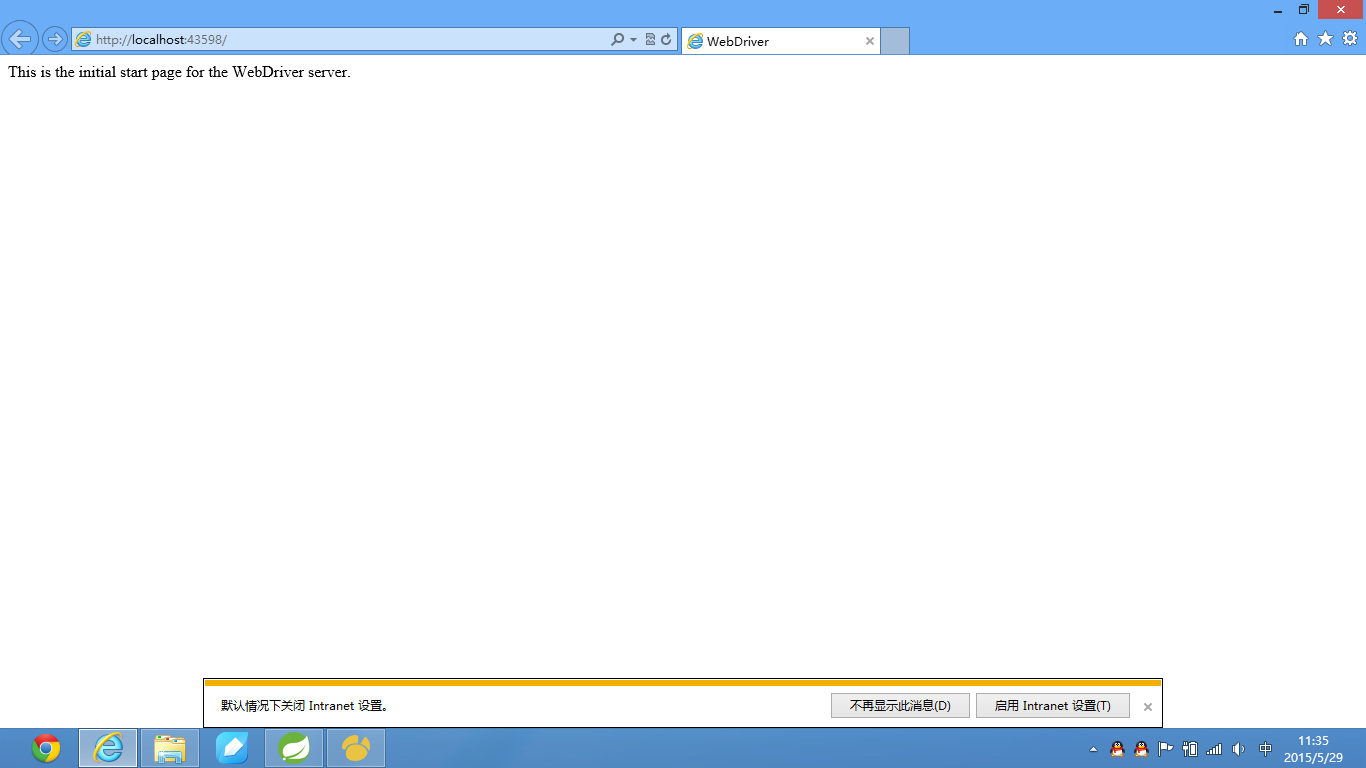 http://localhost:43598/
WebDriver
This is the initial start page for the WebDriver server.
默认情况下关闭 Intranet 设置。
不再显示此消息(D)
启用 Intranet 设置(T)
中
11:35
2015/5/29